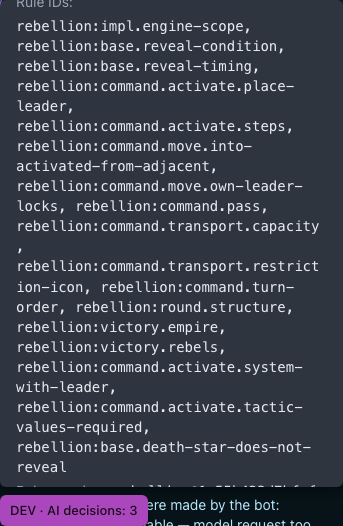 Rule IDs:
rebellion:impl.engine-scope,
rebellion:base.reveal-condition,
rebellion:base.reveal-timing,
rebellion:command.activate.place-
leader,
rebellion:command.activate.steps,
rebellion:command.move.into-
activated-from-adjacent,
rebellion:command.move.own-leader-
locks, rebellion:command.pass,
rebellion:command.transport.capacity
,
rebellion:command.transport.restrict
ion-icon, rebellion:command.turn-
order, rebellion:round.structure,
rebellion:victory.empire,
rebellion:victory.rebels,
rebellion:command.activate.system-
with-leader,
rebellion:command.activate.tactic-
values-required,
rebellion:base.death-star-does-not-
reveal
DEV · AI decisions: 3
ere made by the bot:
able — model request too